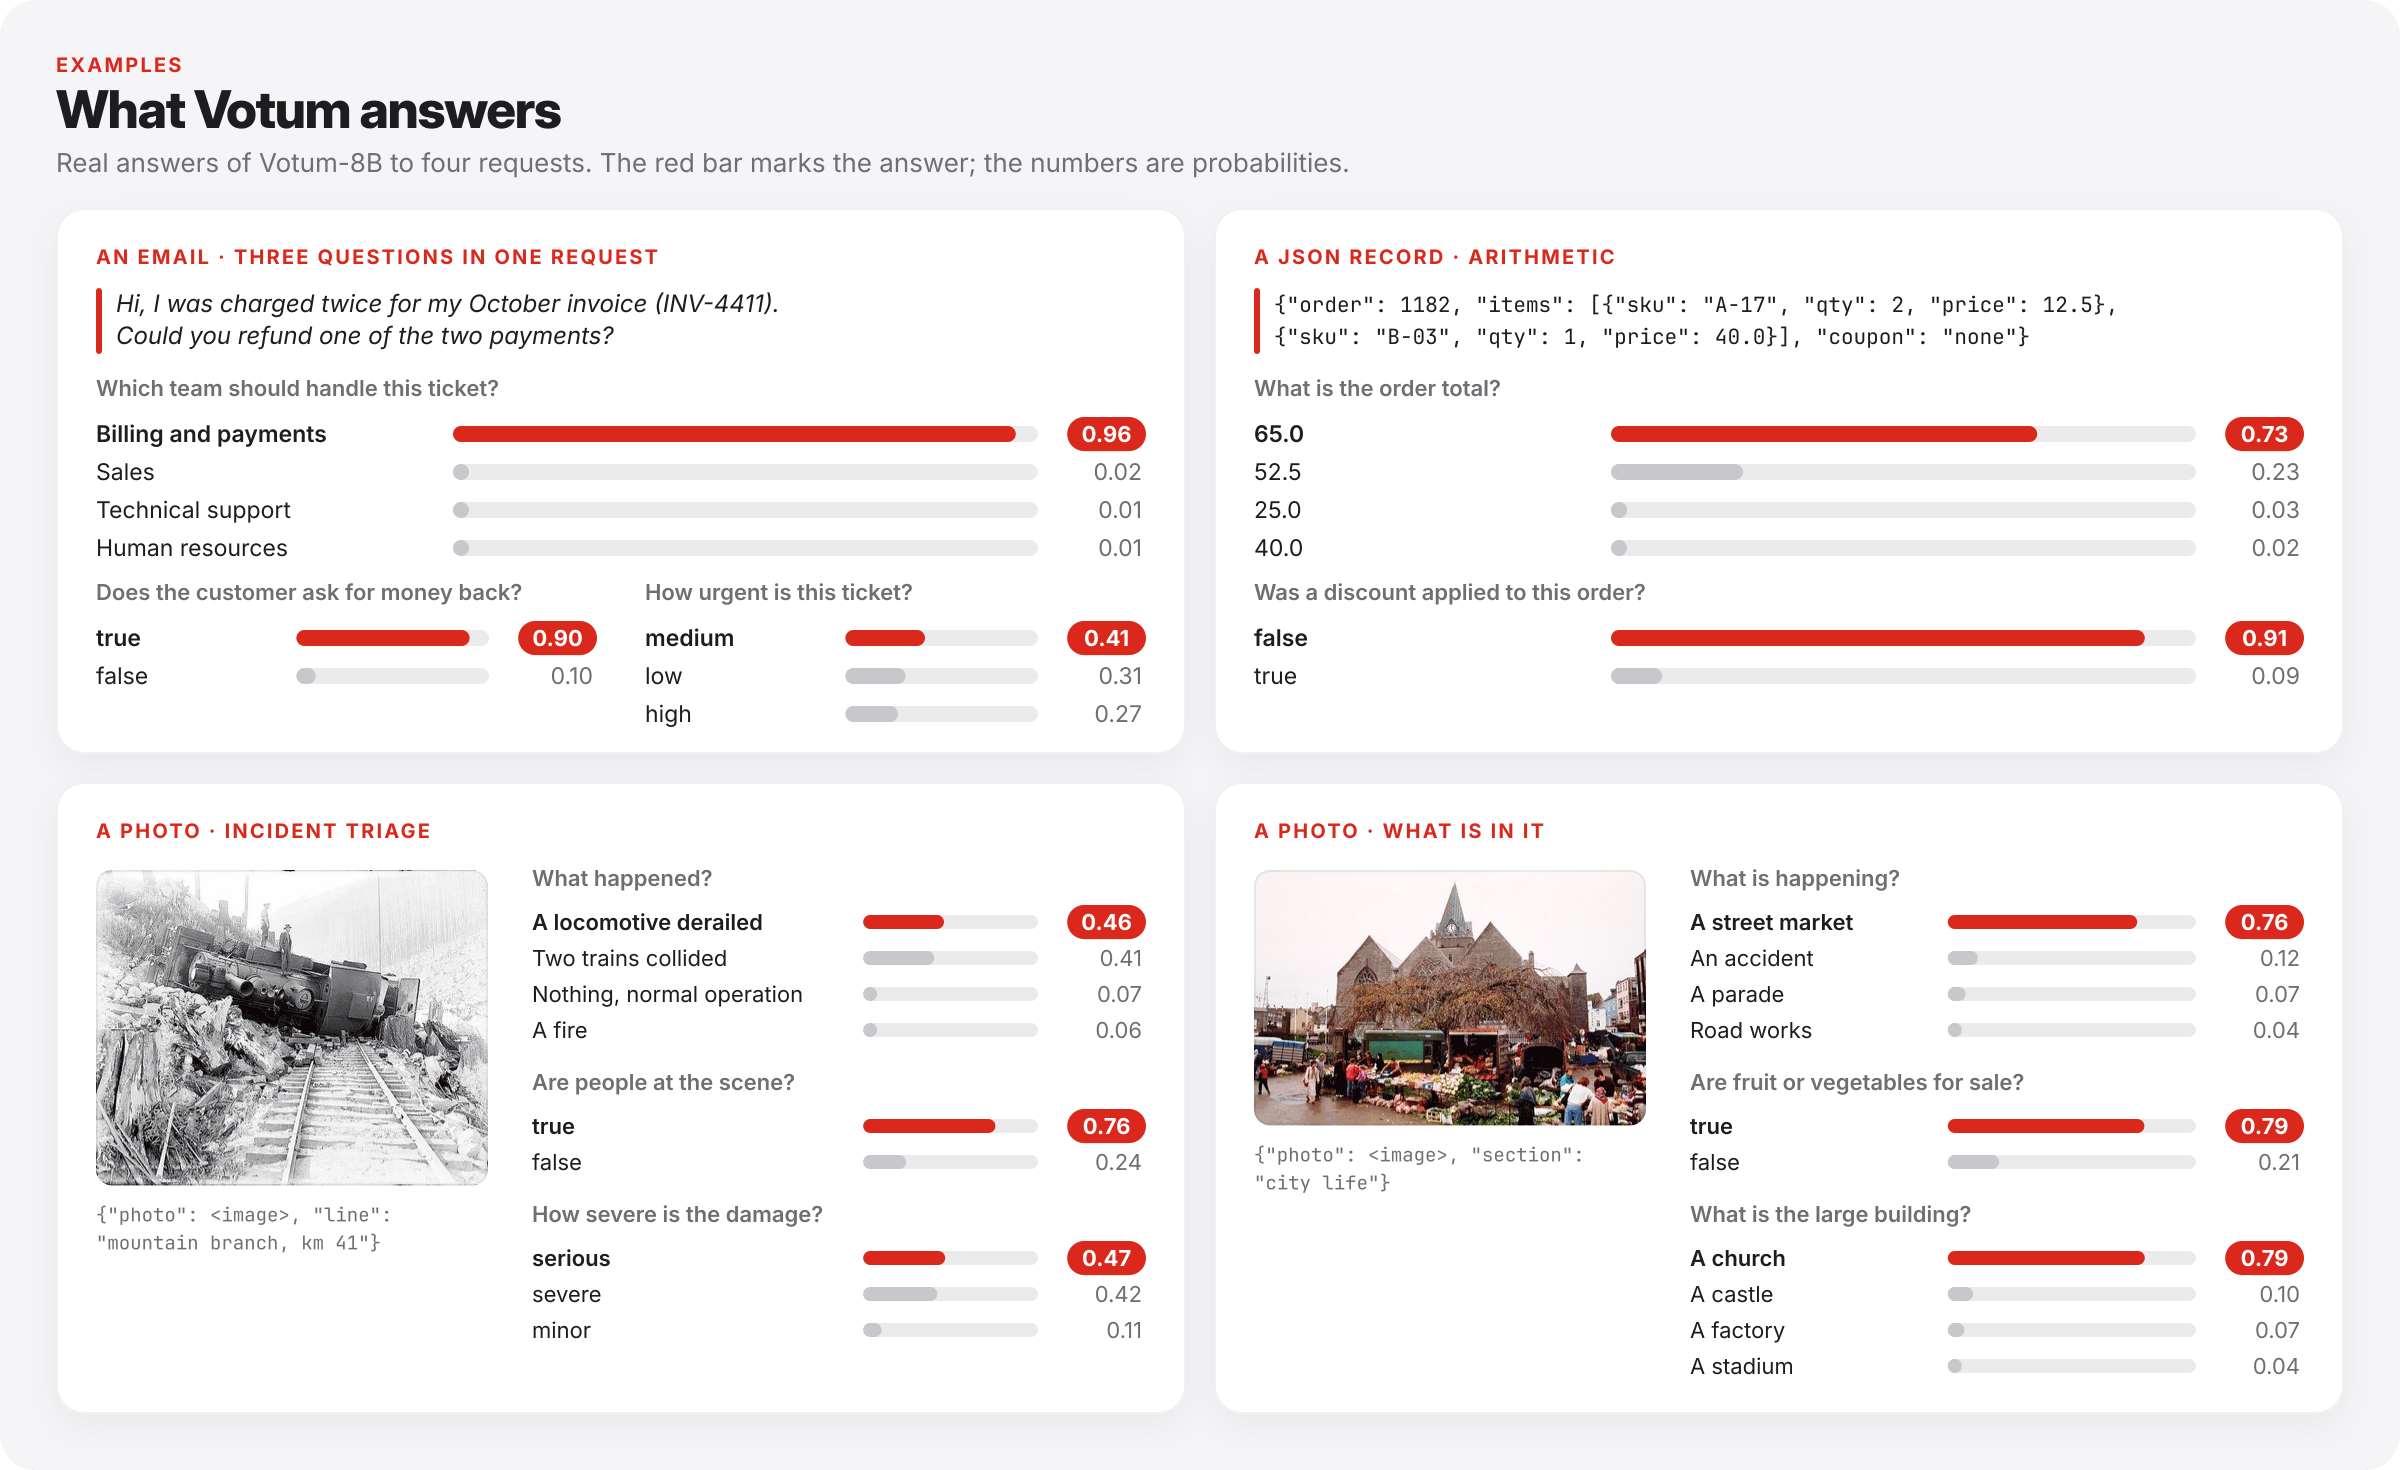 EXAMPLES
What Votum answers
Real answers of Votum-8B to four requests. The red bar marks the answer; the numbers are probabilities.
AN EMAIL · THREE QUESTIONS IN ONE REQUEST
Hi, I was charged twice for my October invoice (INV-4411).
Could you refund one of the two payments?
Which team should handle this ticket?
Billing and payments 0.96
Sales 0.02
Technical support 0.01
Human resources 0.01
Does the customer ask for money back?
true 0.90
false 0.10
How urgent is this ticket?
medium 0.41
low 0.31
high 0.27
A JSON RECORD · ARITHMETIC
{"order": 1182, "items": [{"sku": "A-17", "qty": 2, "price": 12.5},
{"sku": "B-03", "qty": 1, "price": 40.0}], "coupon": "none"}
What is the order total?
65.0 0.73
52.5 0.23
25.0 0.03
40.0 0.02
Was a discount applied to this order?
false 0.91
true 0.09
A PHOTO · INCIDENT TRIAGE
{"photo": <image>, "line":
"mountain branch, km 41"}
What happened?
A locomotive derailed 0.46
Two trains collided 0.41
Nothing, normal operation 0.07
A fire 0.06
Are people at the scene?
true 0.76
false 0.24
How severe is the damage?
serious 0.47
severe 0.42
minor 0.11
A PHOTO · WHAT IS IN IT
{"photo": <image>, "section":
"city life"}
What is happening?
A street market 0.76
An accident 0.12
A parade 0.07
Road works 0.04
Are fruit or vegetables for sale?
true 0.79
false 0.21
What is the large building?
A church 0.79
A castle 0.10
A factory 0.07
A stadium 0.04